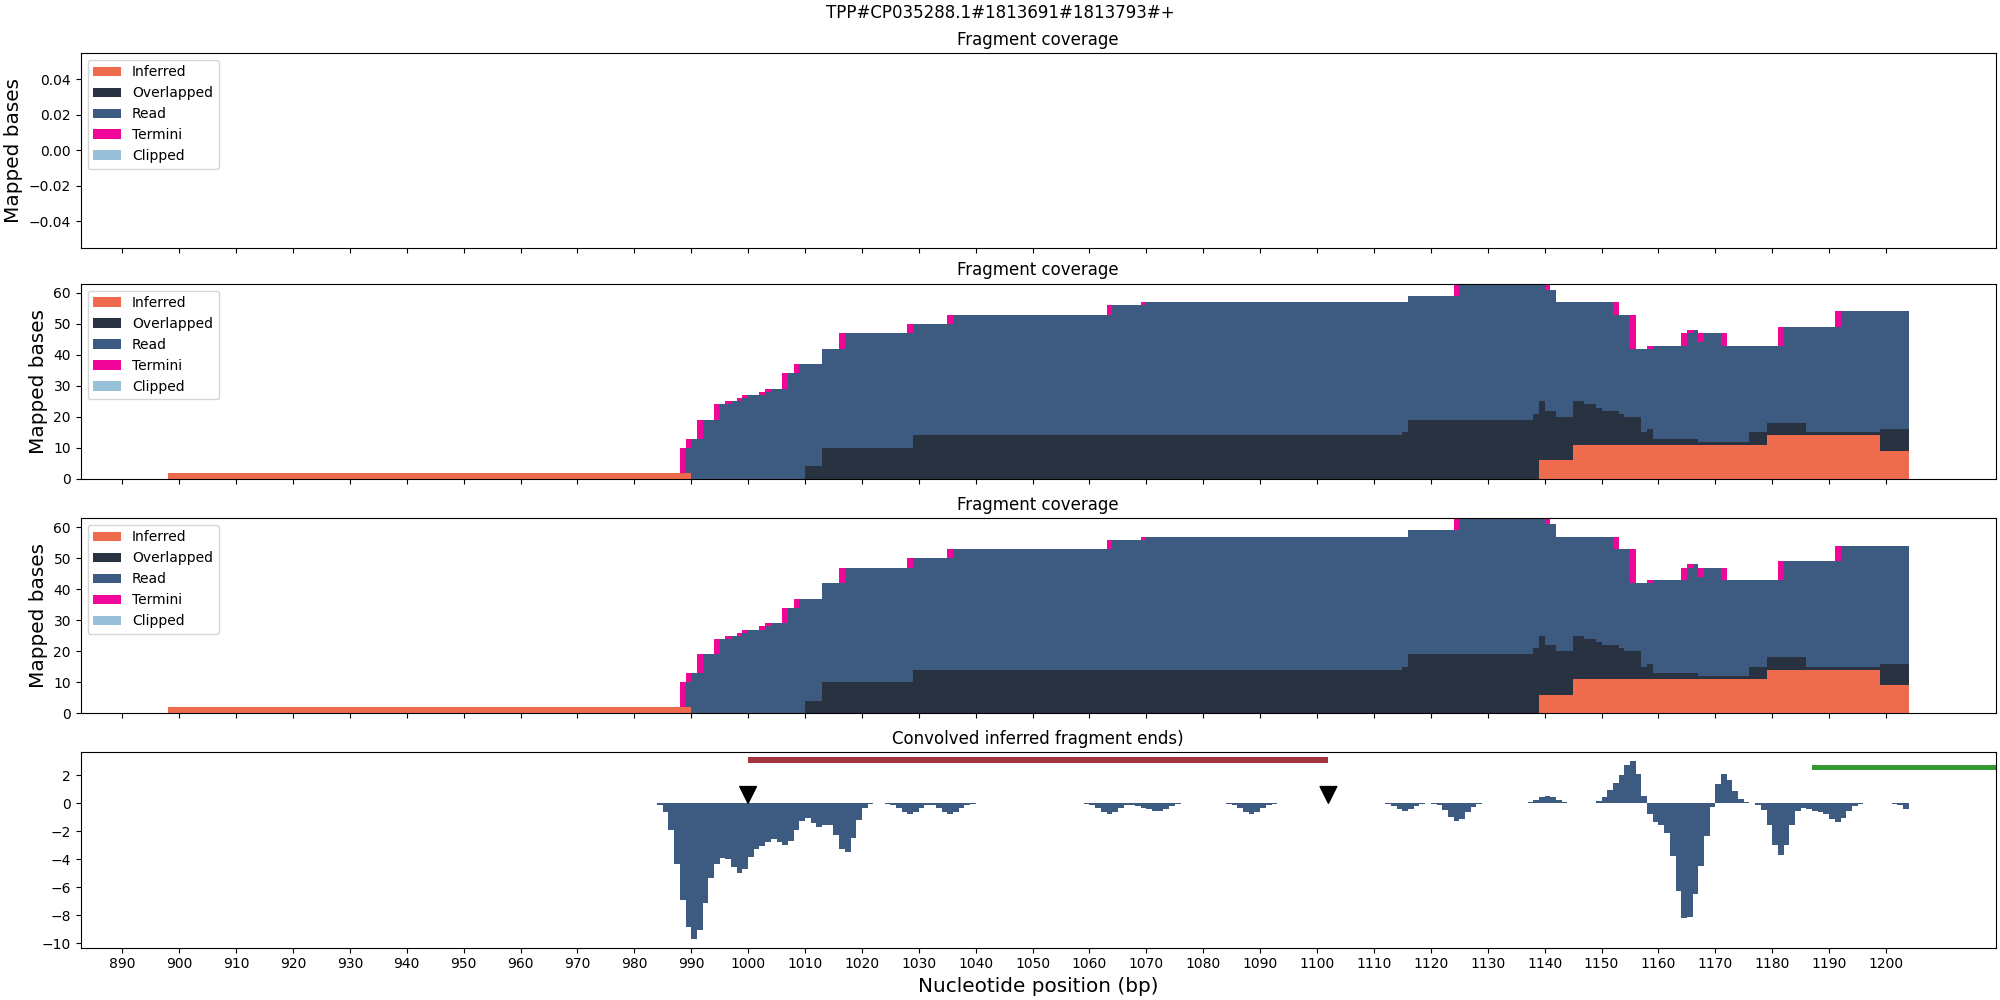 TPP#CP035288.1#1813691#1813793#+
Fragment coverage
Mapped bases
0.04
0.02
0.00
−0.02
−0.04
Inferred
Overlapped
Read
Termini
Clipped
Fragment coverage
Mapped bases
60
50
40
30
20
10
0
Inferred
Overlapped
Read
Termini
Clipped
Fragment coverage
Mapped bases
60
50
40
30
20
10
0
Inferred
Overlapped
Read
Termini
Clipped
Convolved inferred fragment ends)
2
0
−2
−4
−6
−8
−10
890 900 910 920 930 940 950 960 970 980 990 1000 1010 1020 1030 1040 1050 1060 1070 1080 1090 1100 1110 1120 1130 1140 1150 1160 1170 1180 1190 1200
Nucleotide position (bp)